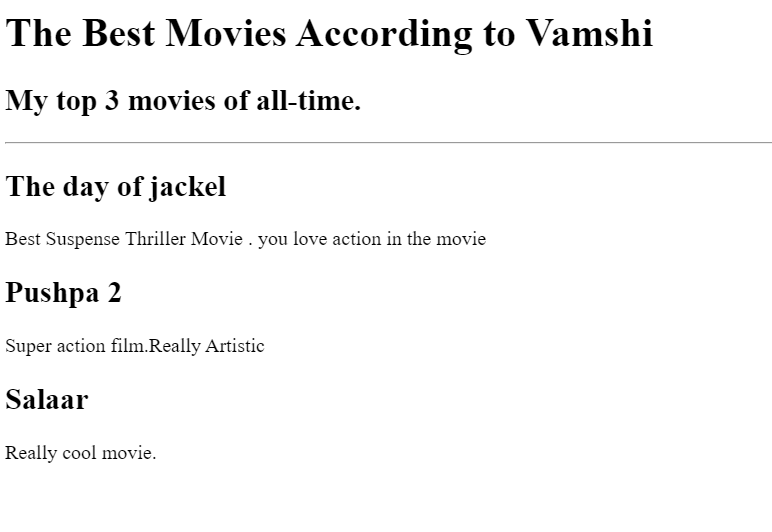 The Best Movies According to Vamshi
My top 3 movies of all-time.
The day of jackel
Best Suspense Thriller Movie . you love action in the movie
Pushpa 2
Super action film.Really Artistic
Salaar
Really cool movie.